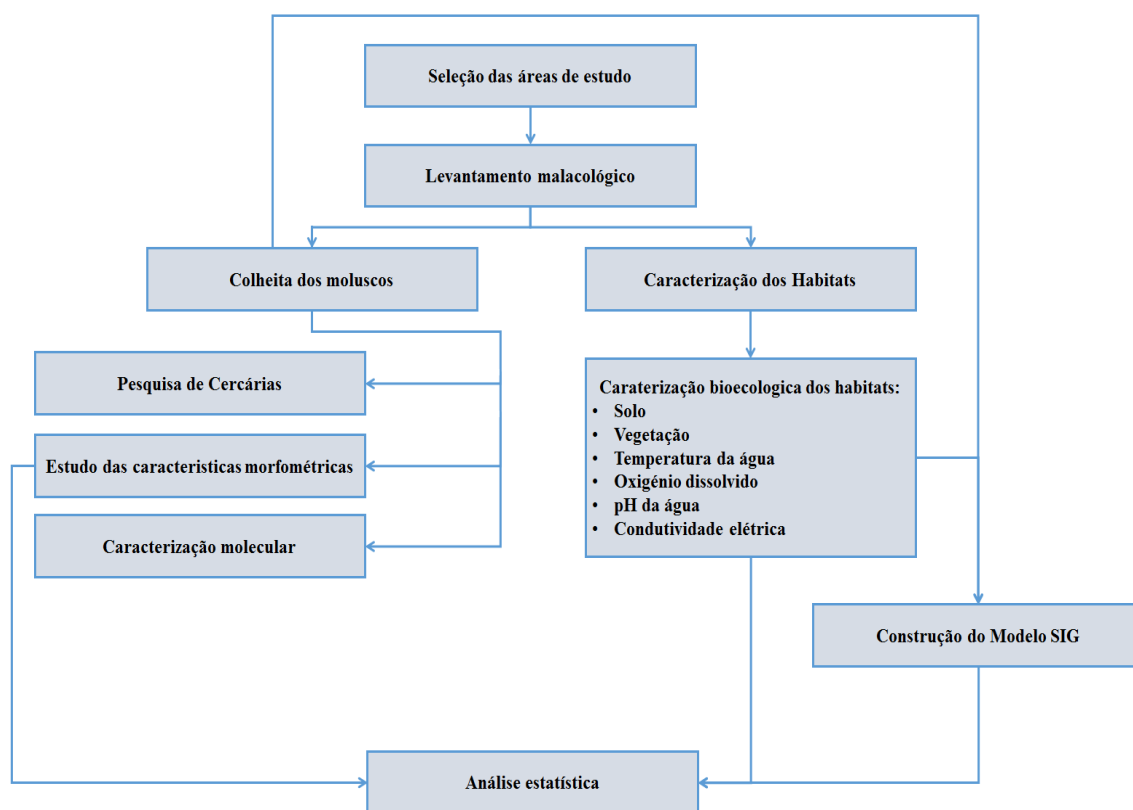 Seleção das áreas de estudo
Levantamento malacológico
Colheita dos moluscos
Caracterização dos Habitats
Pesquisa de Cercárias
Estudo das caracteristicas morfométricas
Caracterização molecular
Caraterização bioecologica dos habitats:
• Solo
• Vegetação
• Temperatura da água
• Oxigénio dissolvido
• pH da água
• Condutividade elétrica
Construção do Modelo SIG
Análise estatística